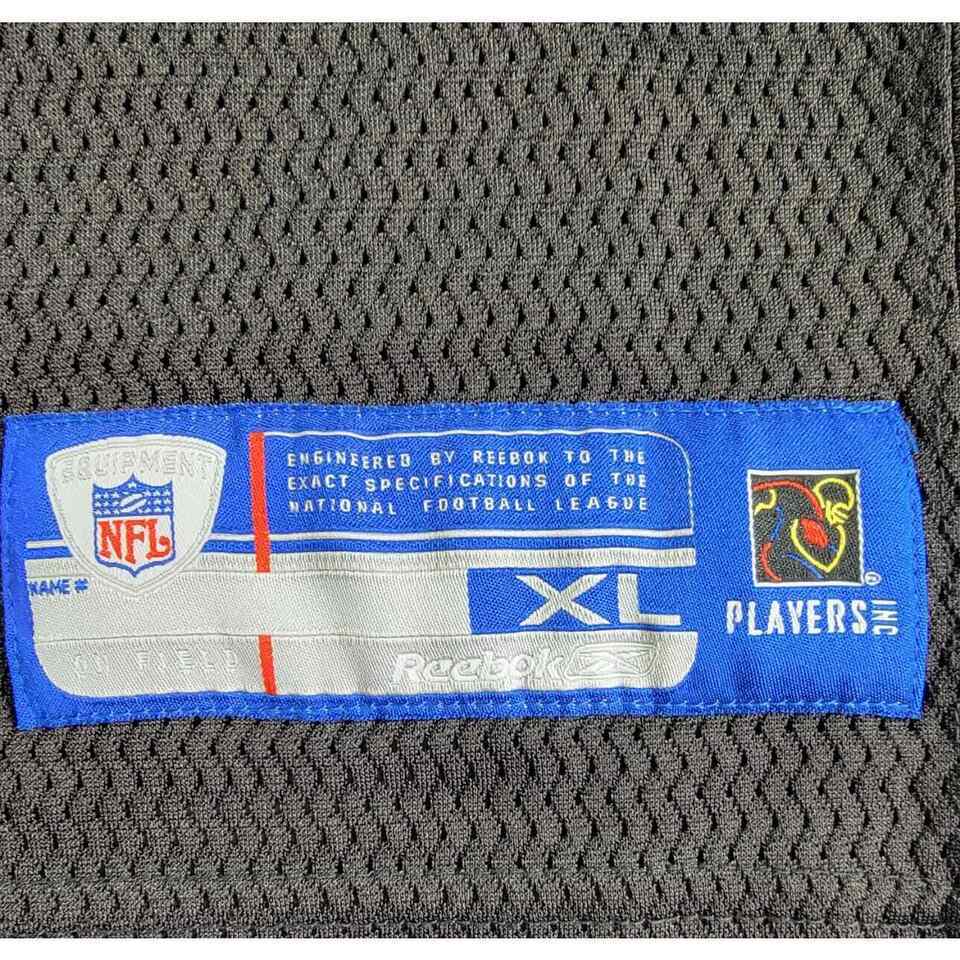 EQUIPMENT
NFL
ENGINEERED BY REEBOK TO THE
EXACT SPECIFICATIONS OF THE
NATIONAL FOOTBALL LEAGUE
NAME #
XL
ON FIELD
Reebok
PLAYERS INC